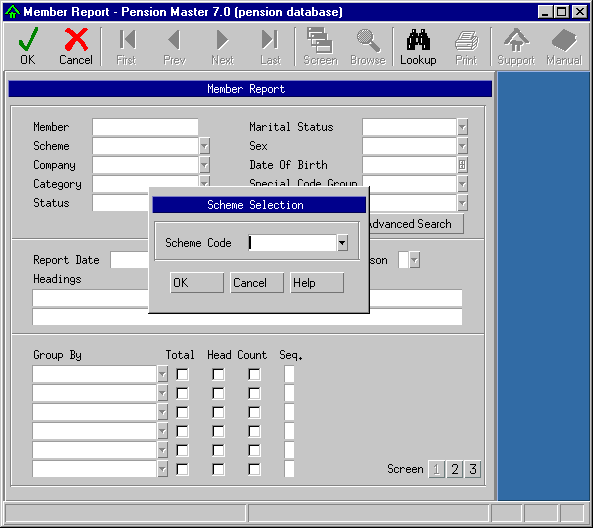 Member Report - Pension Master 7.0 (pension database)
OK Cancel First Prev Next Last Screen Browse Lookup Print Support Manual
Member Report
Member Marital Status
Scheme Sex
Company Date Of Birth
Category Special Code Group
Status
Scheme Selection
Advanced Search
Scheme Code
Report Date son
Headings
OK Cancel Help
Group By Total Head Count Seq.
Screen 1 2 3